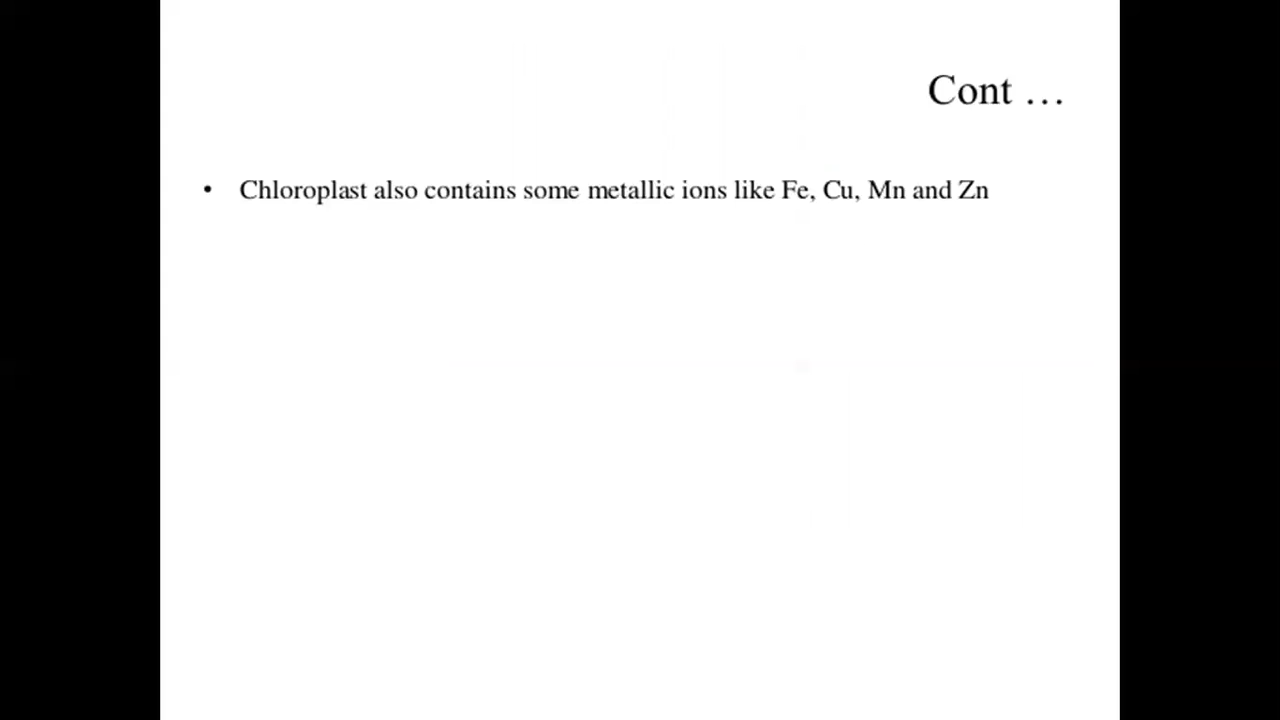 Cont …
• Chloroplast also contains some metallic ions like Fe, Cu, Mn and Zn